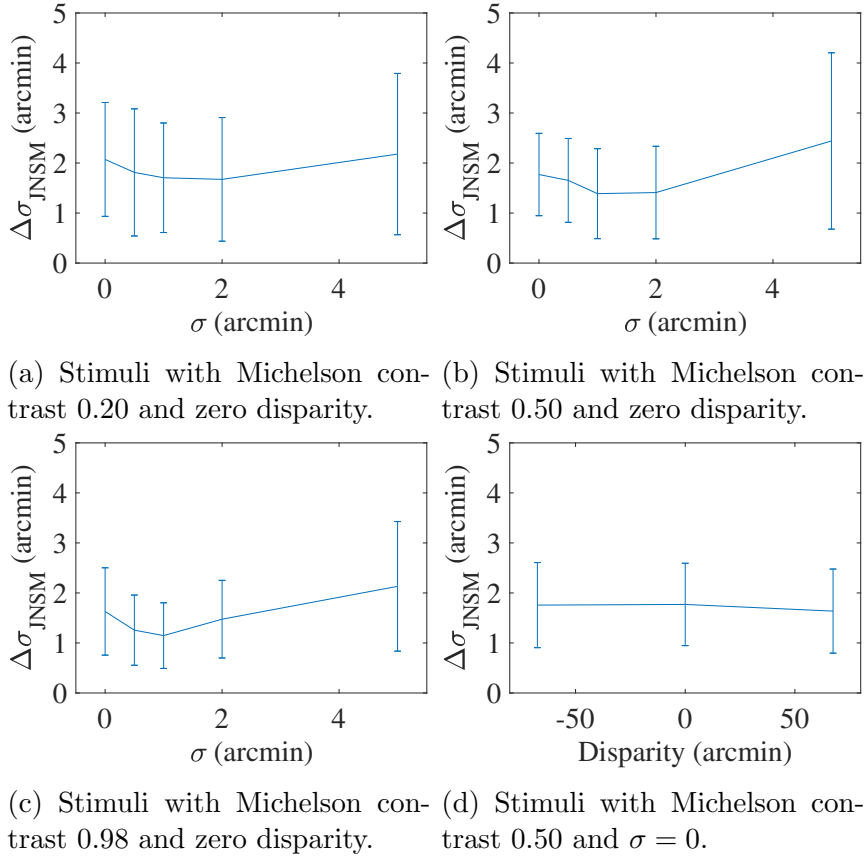 5
4
3
2
1
0
Δσ_JNSM (arcmin)
0 2 4
σ (arcmin)
(a) Stimuli with Michelson con-
trast 0.20 and zero disparity.
5
4
3
2
1
0
Δσ_JNSM (arcmin)
0 2 4
σ (arcmin)
(b) Stimuli with Michelson con-
trast 0.50 and zero disparity.
5
4
3
2
1
0
Δσ_JNSM (arcmin)
0 2 4
σ (arcmin)
(c) Stimuli with Michelson con-
trast 0.98 and zero disparity.
5
4
3
2
1
0
Δσ_JNSM (arcmin)
-50 0 50
Disparity (arcmin)
(d) Stimuli with Michelson con-
trast 0.50 and σ = 0.